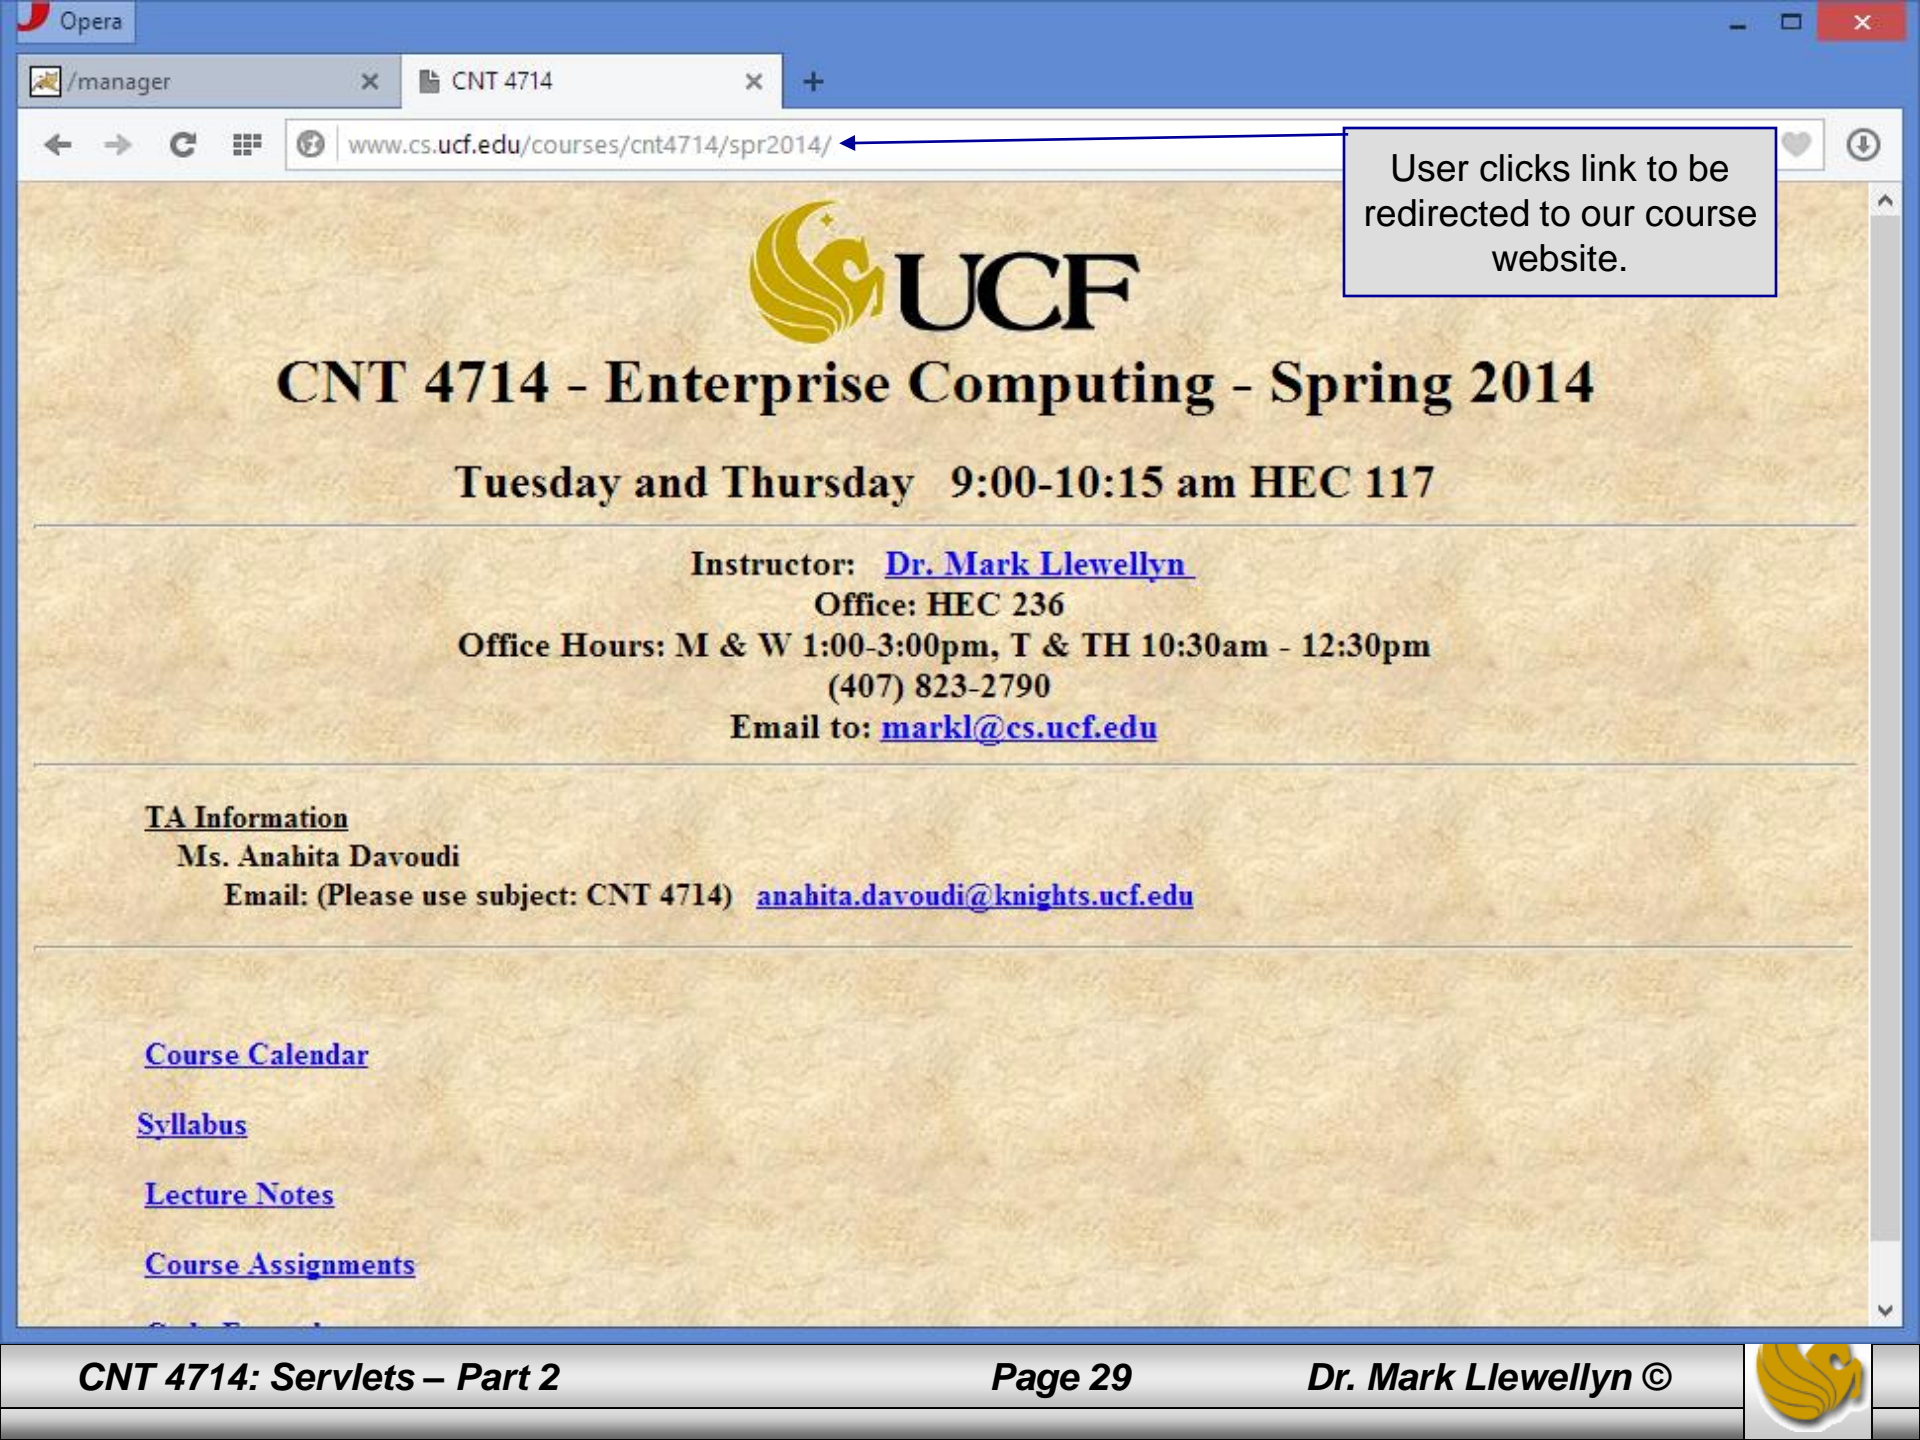 Opera
/manager
CNT 4714
www.cs.ucf.edu/courses/cnt4714/spr2014/
User clicks link to be
redirected to our course
website.
UCF
CNT 4714 - Enterprise Computing - Spring 2014
Tuesday and Thursday 9:00-10:15 am HEC 117
Instructor: Dr. Mark Llewellyn
Office: HEC 236
Office Hours: M & W 1:00-3:00pm, T & TH 10:30am - 12:30pm
(407) 823-2790
Email to: markl@cs.ucf.edu
TA Information
Ms. Anahita Davoudi
Email: (Please use subject: CNT 4714) anahita.davoudi@knights.ucf.edu
Course Calendar
Syllabus
Lecture Notes
Course Assignments
CNT 4714: Servlets – Part 2
Page 29
Dr. Mark Llewellyn ©